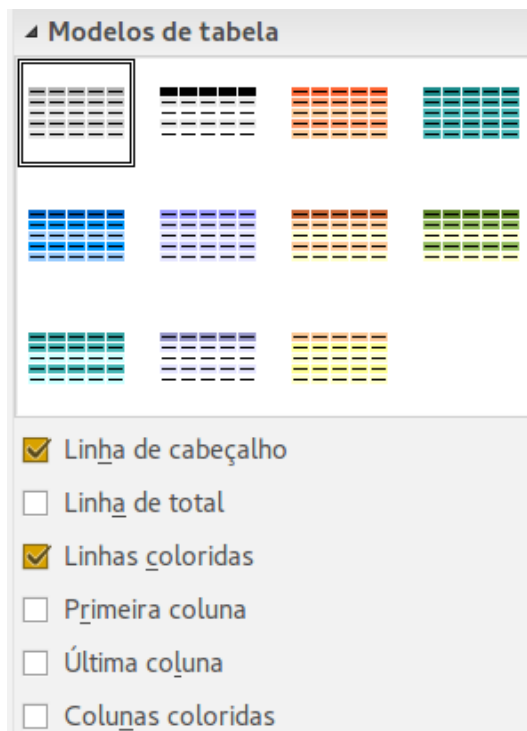 Modelos de tabela
Linha de cabeçalho
Linha de total
Linhas coloridas
Primeira coluna
Última coluna
Colunas coloridas